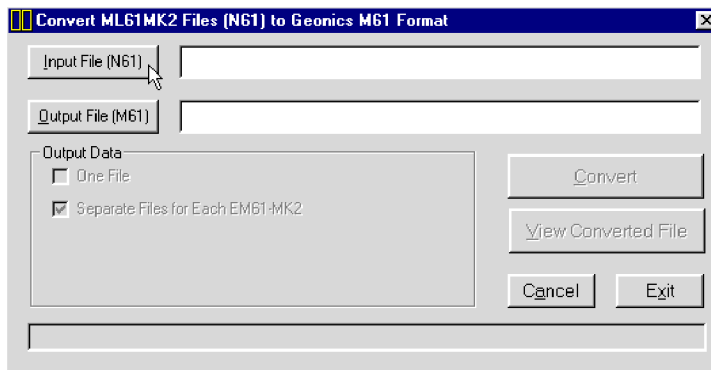 Convert ML61MK2 Files (N61) to Geonics M61 Format
Input File (N61)
Output File (M61)
Output Data
One File
Separate Files for Each EM61-MK2
Convert
View Converted File
Cancel
Exit